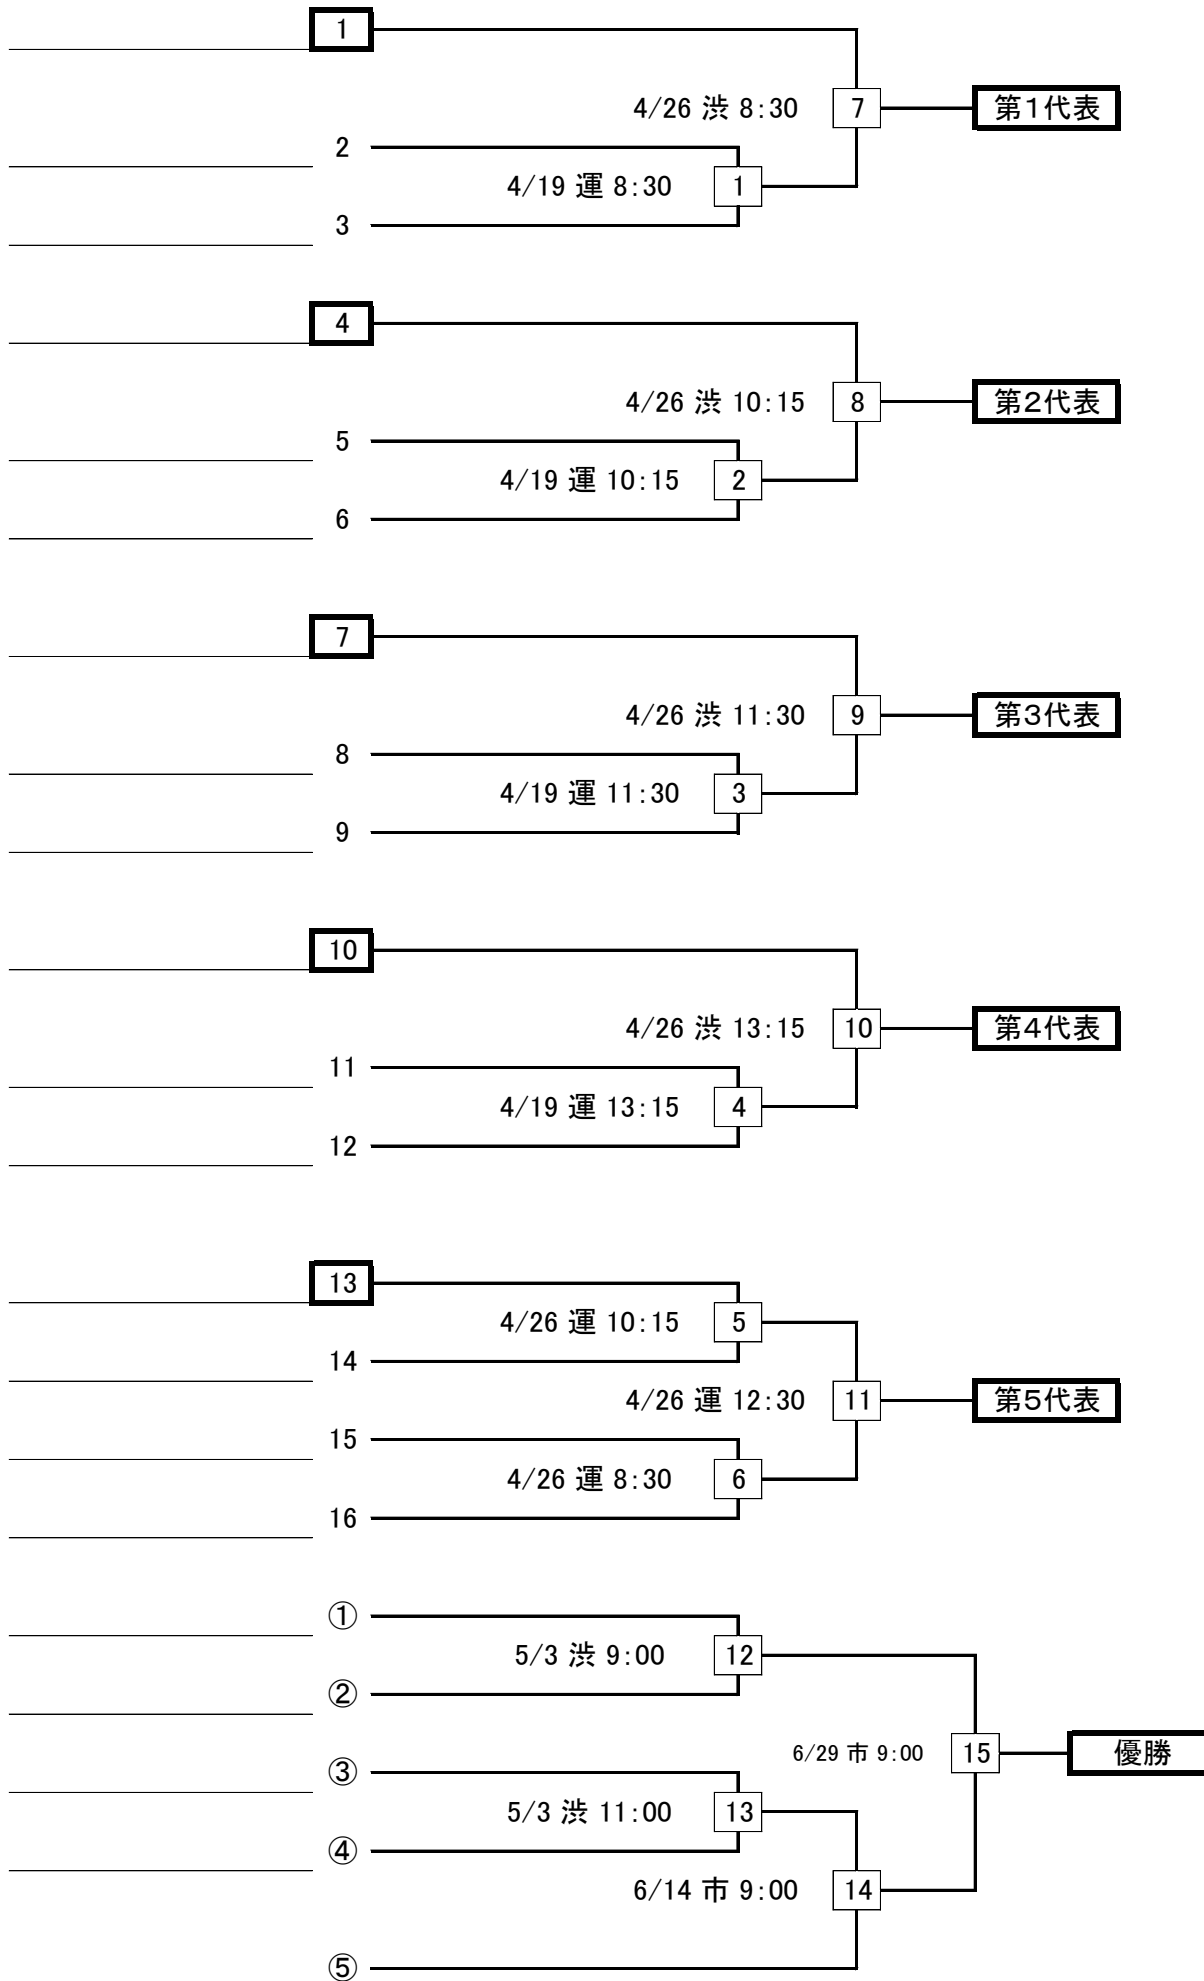 1
4/26 渋 8:30 7 第1代表
2
4/19 運 8:30 1
3
4
4/26 渋 10:15 8 第2代表
5
4/19 運 10:15 2
6
7
4/26 渋 11:30 9 第3代表
8
4/19 運 11:30 3
9
10
4/26 渋 13:15 10 第4代表
11
4/19 運 13:15 4
12
13
4/26 運 10:15 5
14
4/26 運 12:30 11 第5代表
15
4/26 運 8:30 6
16
①
5/3 渋 9:00 12
②
6/29 市 9:00 15 優勝
③
5/3 渋 11:00 13
④
6/14 市 9:00 14
⑤